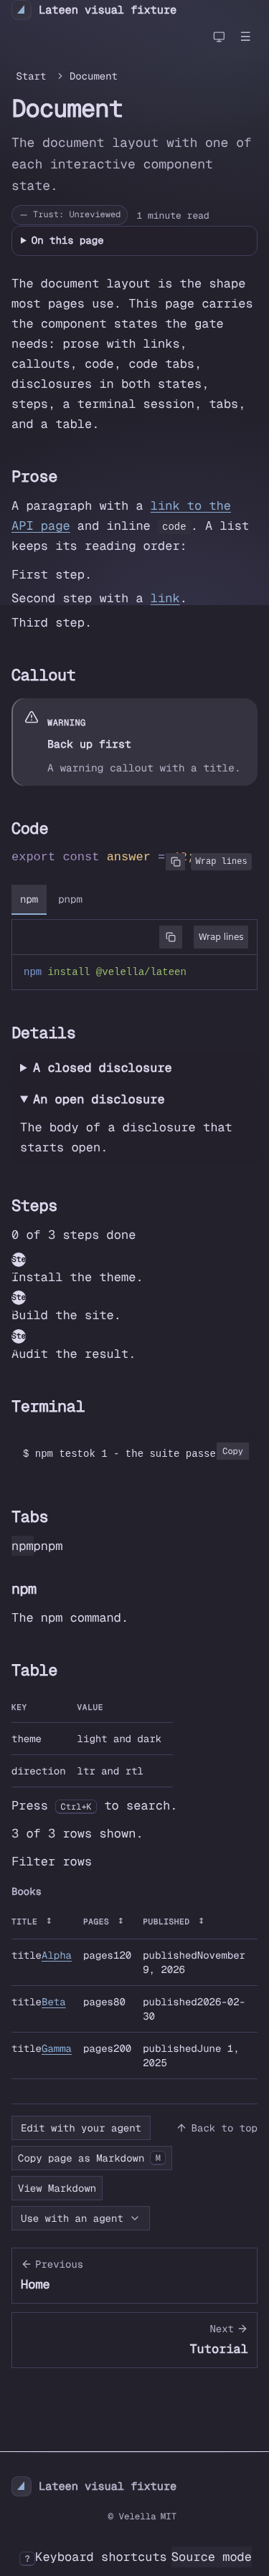 Lateen visual fixture
Start > Document
Document
The document layout with one of
each interactive component
state.
— Trust: Unreviewed
1 minute read
▶ On this page
The document layout is the shape
most pages use. This page carries
the component states the gate
needs: prose with links,
callouts, code, code tabs,
disclosures in both states,
steps, a terminal session, tabs,
and a table.
Prose
A paragraph with a link to the
API page and inline code. A list
keeps its reading order:
First step.
Second step with a link.
Third step.
Callout
WARNING
Back up first
A warning callout with a title.
Code
export const answer =
Wrap lines
npm pnpm
Wrap lines
npm install @velella/lateen
Details
▶ A closed disclosure
▼ An open disclosure
The body of a disclosure that
starts open.
Steps
0 of 3 steps done
Ste
Install the theme.
Ste
Build the site.
Ste
Audit the result.
Terminal
$ npm testok 1 - the suite passe
Copy
Tabs
npmpnpm
npm
The npm command.
Table
KEY VALUE
theme light and dark
direction ltr and rtl
Press Ctrl+K to search.
3 of 3 rows shown.
Filter rows
Books
TITLE ↕ PAGES ↕ PUBLISHED ↕
titleAlpha pages120 publishedNovember
9, 2026
titleBeta pages80 published2026-02-
30
titleGamma pages200 publishedJune 1,
2025
Edit with your agent
↑ Back to top
Copy page as Markdown M
View Markdown
Use with an agent
← Previous
Home
Next →
Tutorial
Lateen visual fixture
© Velella MIT
? Keyboard shortcuts Source mode